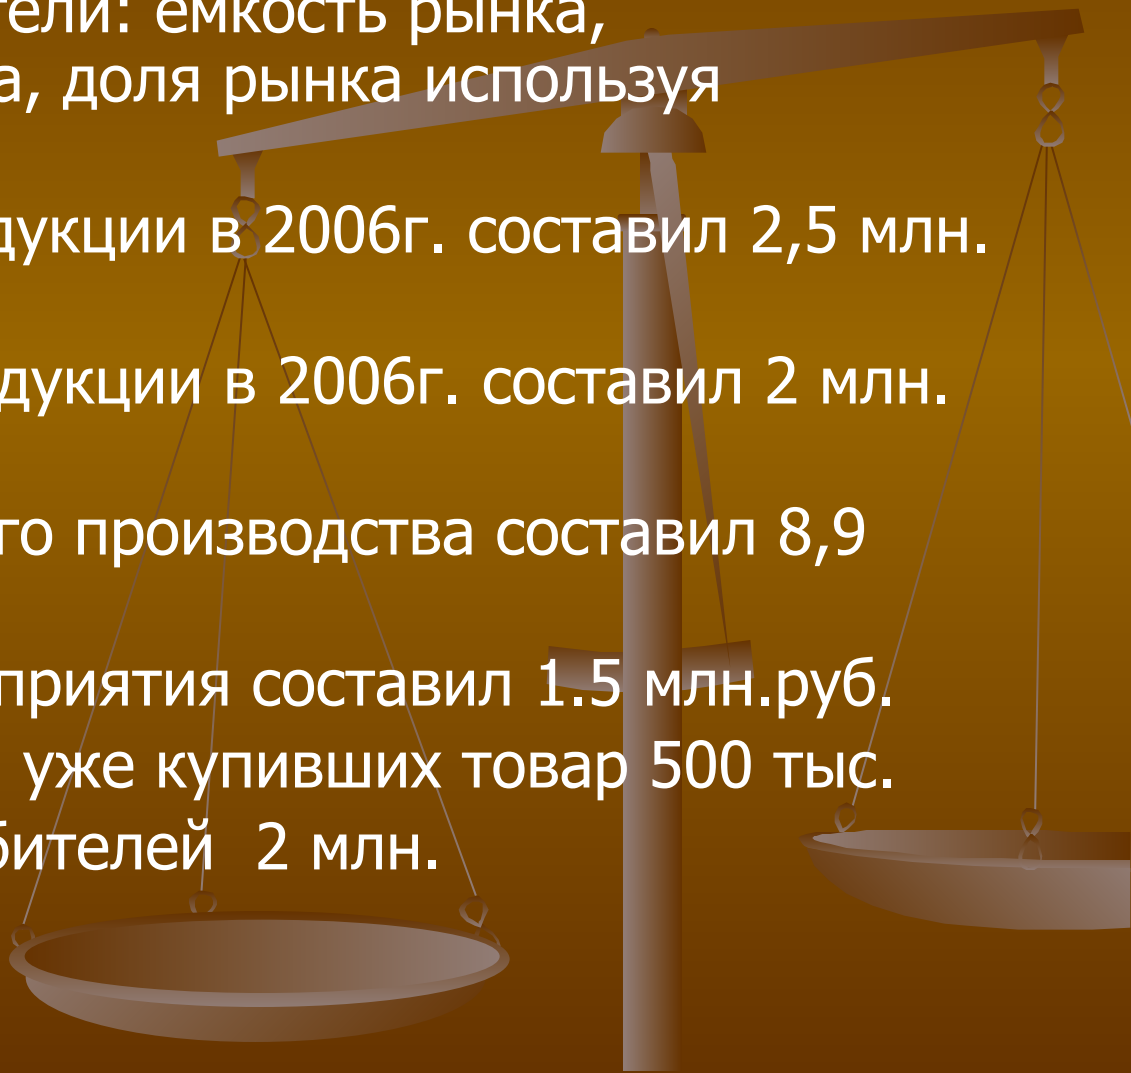 тели: емкость рынка,
а, доля рынка используя
дукции в 2006г. составил 2,5 млн.
дукции в 2006г. составил 2 млн.
го производства составил 8,9
приятия составил 1.5 млн.руб.
уже купивших товар 500 тыс.
бителей 2 млн.